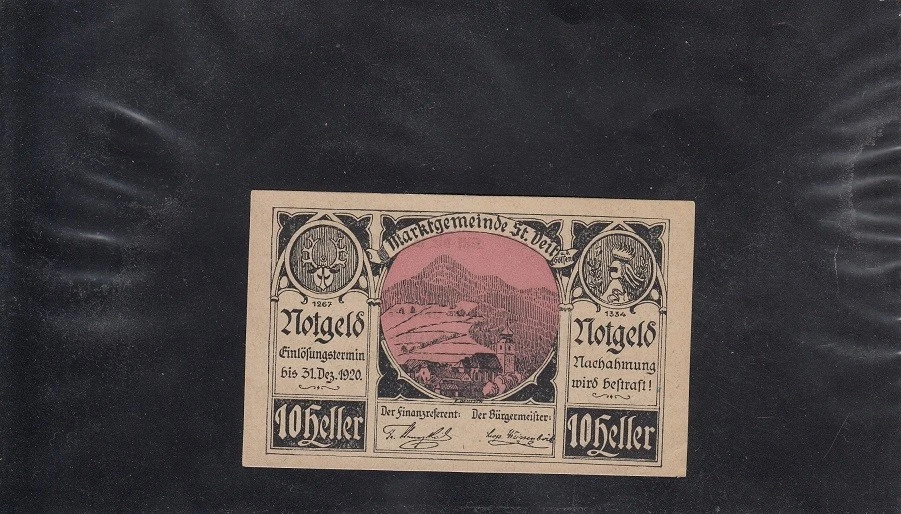 Marktgemeinde St. Veit
a.d.
Gölsen
1267
Notgeld
Einlösungstermin
bis 31. Dez. 1920.
10 Heller
Der Finanzreferent: Der Bürgermeister:
1334
Notgeld
Nachahmung
wird bestraft!
10 Heller